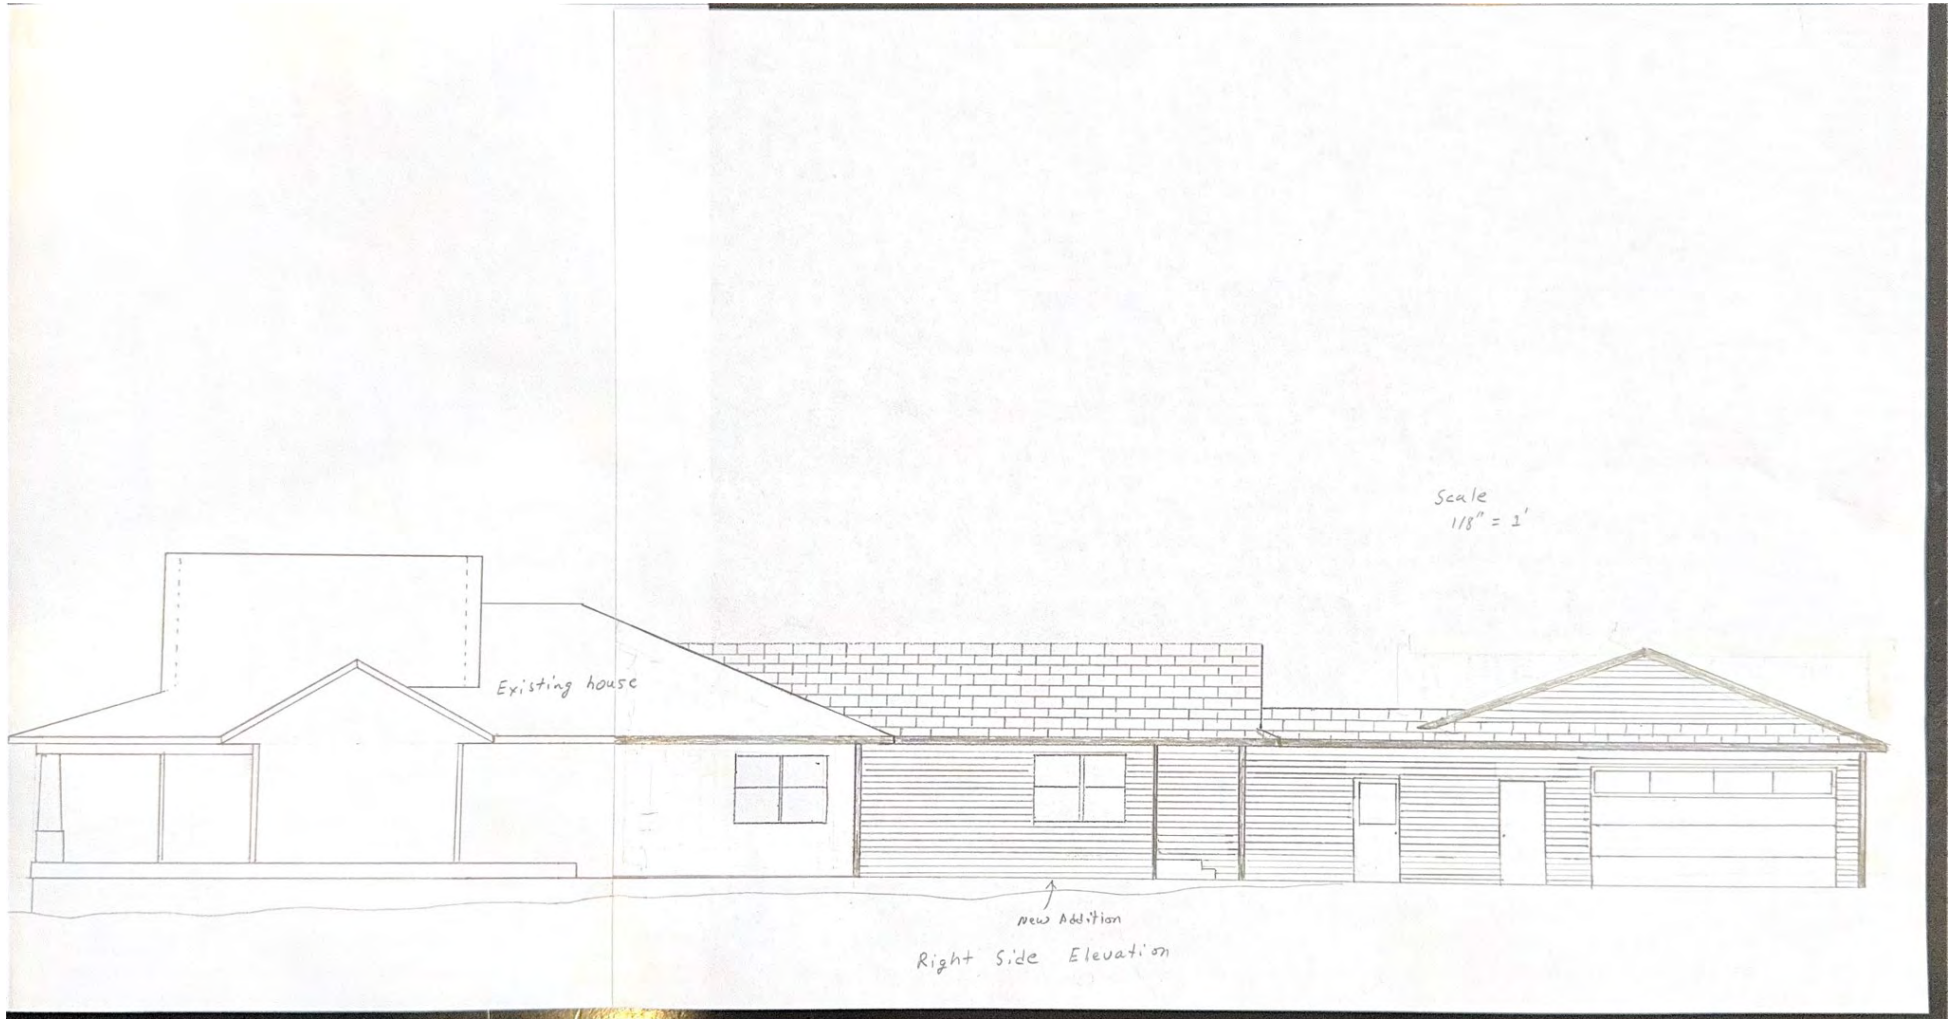 Scale
1/8" = 1'
Existing house
New Addition
Right Side Elevation